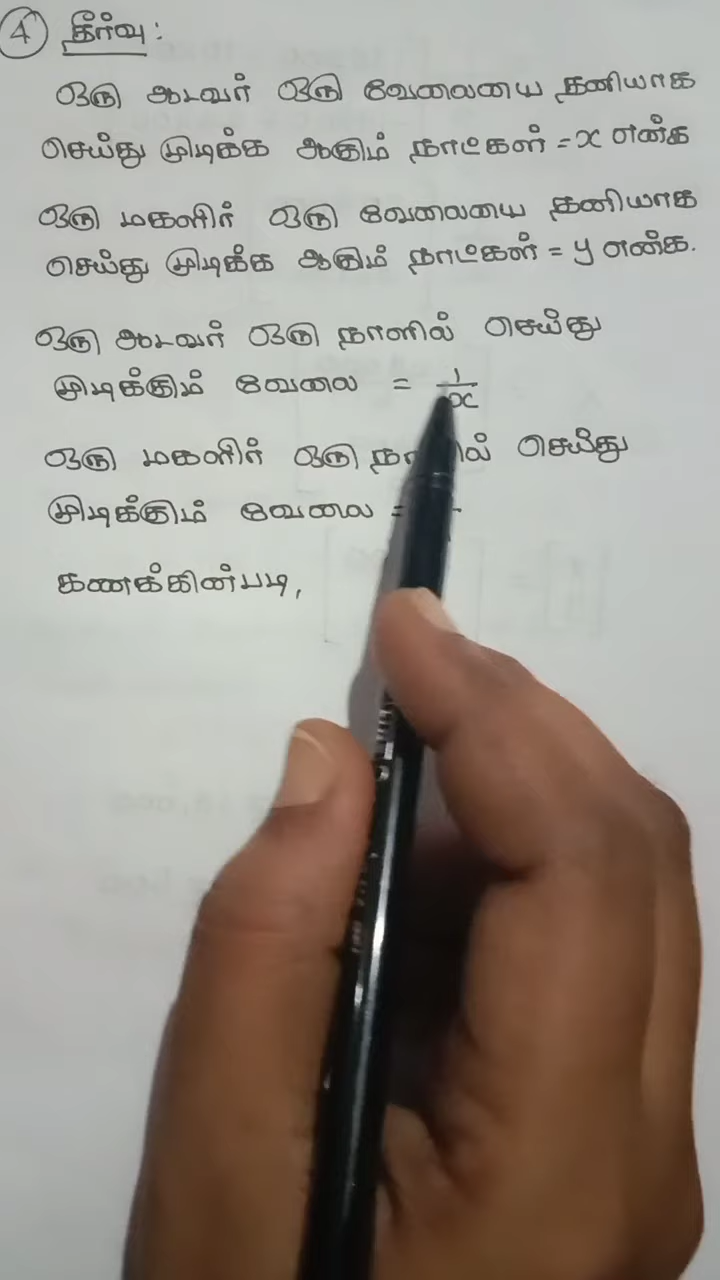 4 தீர்வு:
ஒரு ஆடவர் ஒரு வேலையை தனியாக
செய்து முடிக்க ஆகும் நாட்கள் = x என்க
ஒரு மகளிர் ஒரு வேலையை தனியாக
செய்து முடிக்க ஆகும் நாட்கள் = y என்க.
ஒரு ஆடவர் ஒரு நாளில் செய்து
முடிக்கும் வேலை = 1/x
ஒரு மகளிர் ஒரு செய்து
முடிக்கும் வேலை =
கணக்கின்படி,